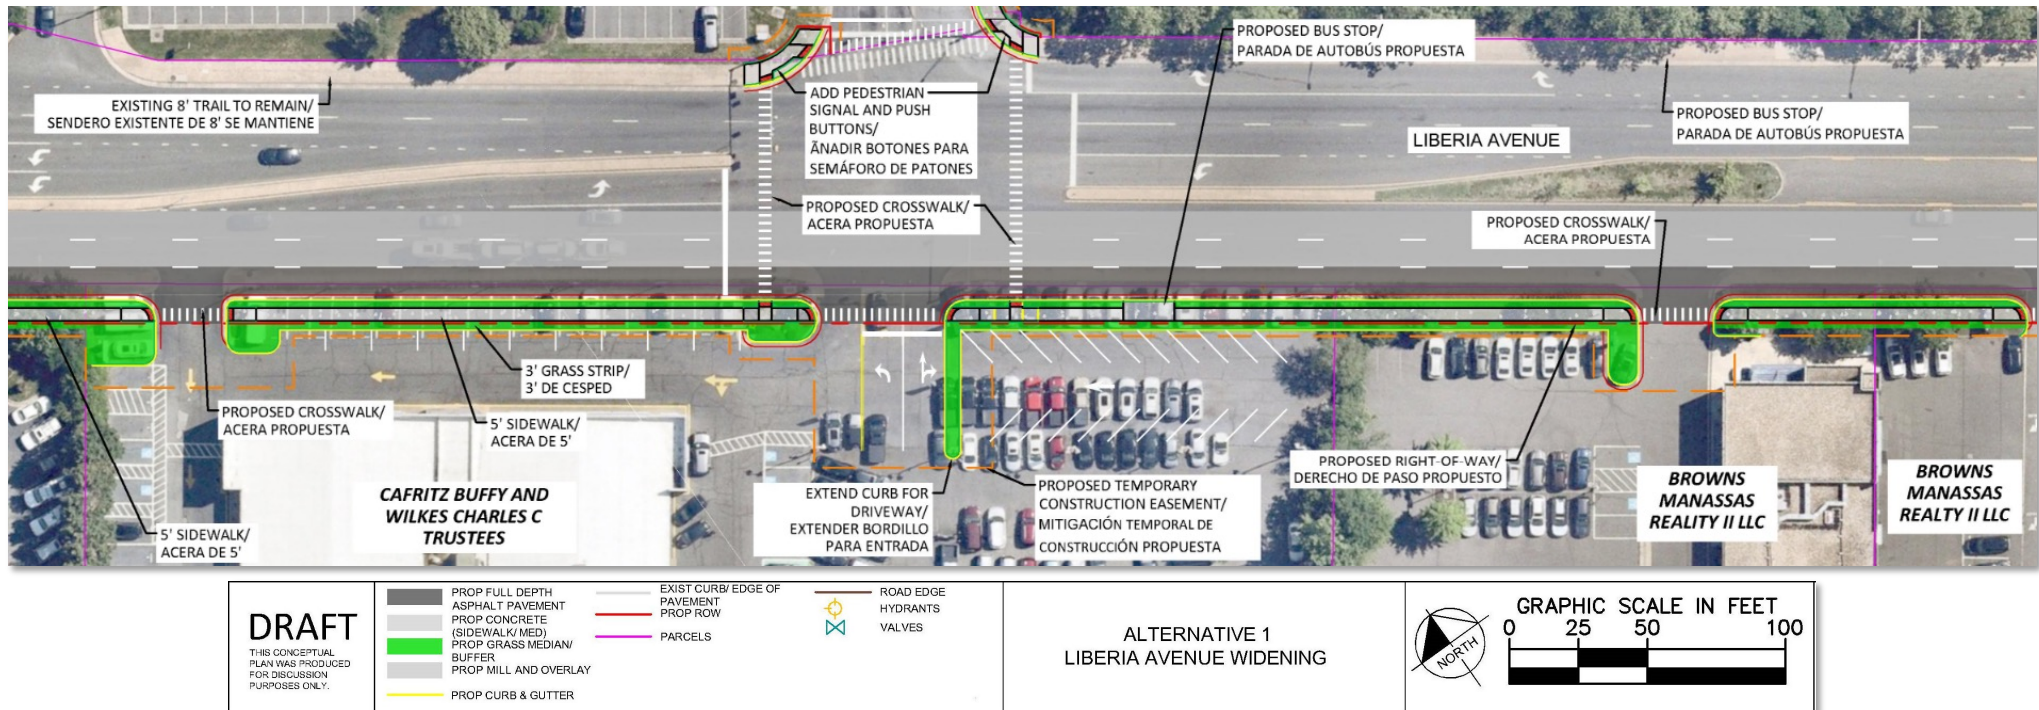 PROPOSED BUS STOP/
PARADA DE AUTOBÚS PROPUESTA
EXISTING 8' TRAIL TO REMAIN/
SENDERO EXISTENTE DE 8' SE MANTIENE
ADD PEDESTRIAN
SIGNAL AND PUSH
BUTTONS/
ÃNADIR BOTONES PARA
SEMÁFORO DE PATONES
PROPOSED BUS STOP/
PARADA DE AUTOBÚS PROPUESTA
LIBERIA AVENUE
PROPOSED CROSSWALK/
ACERA PROPUESTA
PROPOSED CROSSWALK/
ACERA PROPUESTA
3' GRASS STRIP/
3' DE CESPED
PROPOSED CROSSWALK/
ACERA PROPUESTA
5' SIDEWALK/
ACERA DE 5'
5' SIDEWALK/
ACERA DE 5'
CAFRITZ BUFFY AND
WILKES CHARLES C
TRUSTEES
EXTEND CURB FOR
DRIVEWAY/
EXTENDER BORDILLO
PARA ENTRADA
PROPOSED TEMPORARY
CONSTRUCTION EASEMENT/
MITIGACIÓN TEMPORAL DE
CONSTRUCCIÓN PROPUESTA
PROPOSED RIGHT-OF-WAY/
DERECHO DE PASO PROPUESTO
BROWNS
MANASSAS
REALITY II LLC
BROWNS
MANASSAS
REALTY II LLC
DRAFT
THIS CONCEPTUAL
PLAN WAS PRODUCED
FOR DISCUSSION
PURPOSES ONLY.
PROP FULL DEPTH
ASPHALT PAVEMENT
PROP CONCRETE
(SIDEWALK/ MED)
PROP GRASS MEDIAN/
BUFFER
PROP MILL AND OVERLAY
PROP CURB & GUTTER
EXIST CURB/ EDGE OF
PAVEMENT
PROP ROW
PARCELS
ROAD EDGE
HYDRANTS
VALVES
ALTERNATIVE 1
LIBERIA AVENUE WIDENING
NORTH
GRAPHIC SCALE IN FEET
0 25 50 100